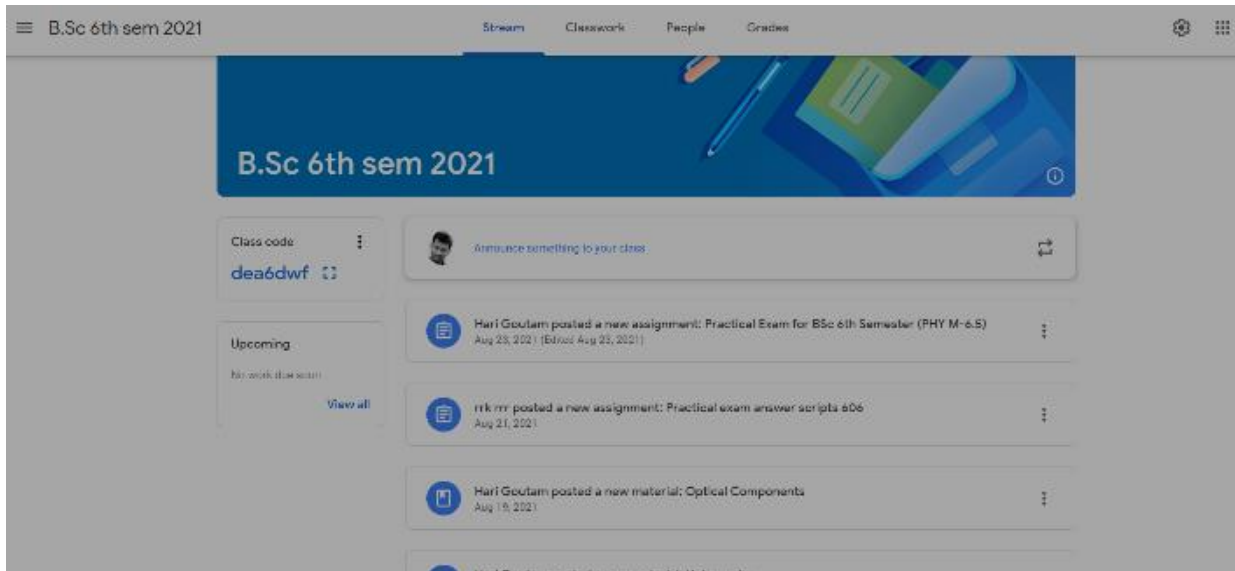 B.Sc 6th sem 2021
Stream Classwork People Grades
B.Sc 6th sem 2021
Class code
dea6dwf
Announce something to your class
Hari Goutam posted a new assignment: Practical Exam for BSc 6th Semester (PHY M-6.5)
Aug 23, 2021 (Edited Aug 23, 2021)
Upcoming
No work due soon
View all
rrk rrr posted a new assignment: Practical exam answer scripts 606
Aug 21, 2021
Hari Goutam posted a new material: Optical Components
Aug 19, 2021